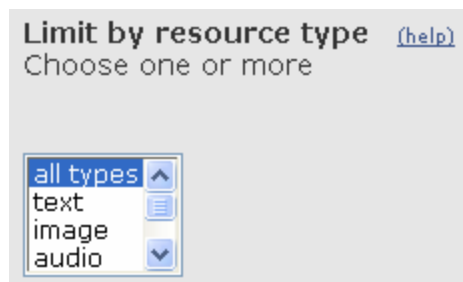 Limit by resource type (help)
Choose one or more
all types
text
image
audio